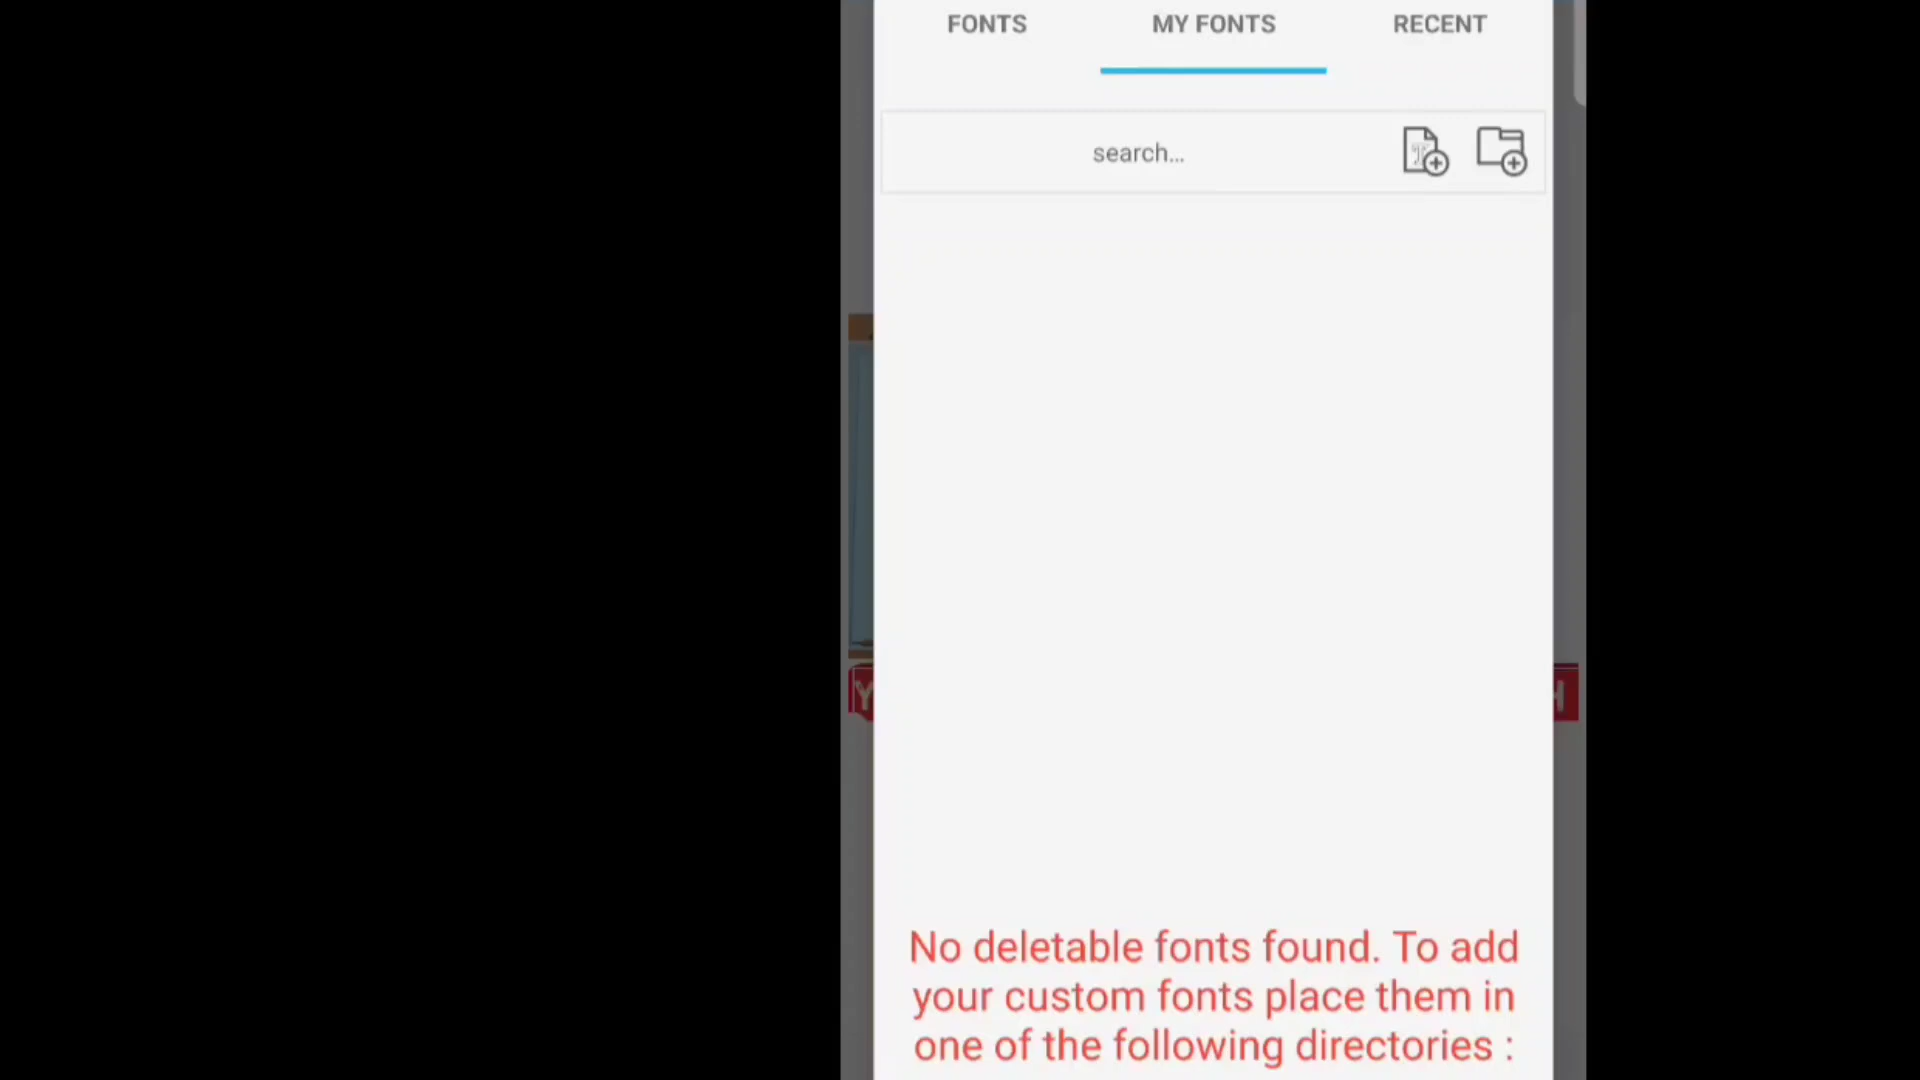 FONTS MY FONTS RECENT
search...
Y H
No deletable fonts found. To add
your custom fonts place them in
one of the following directories :